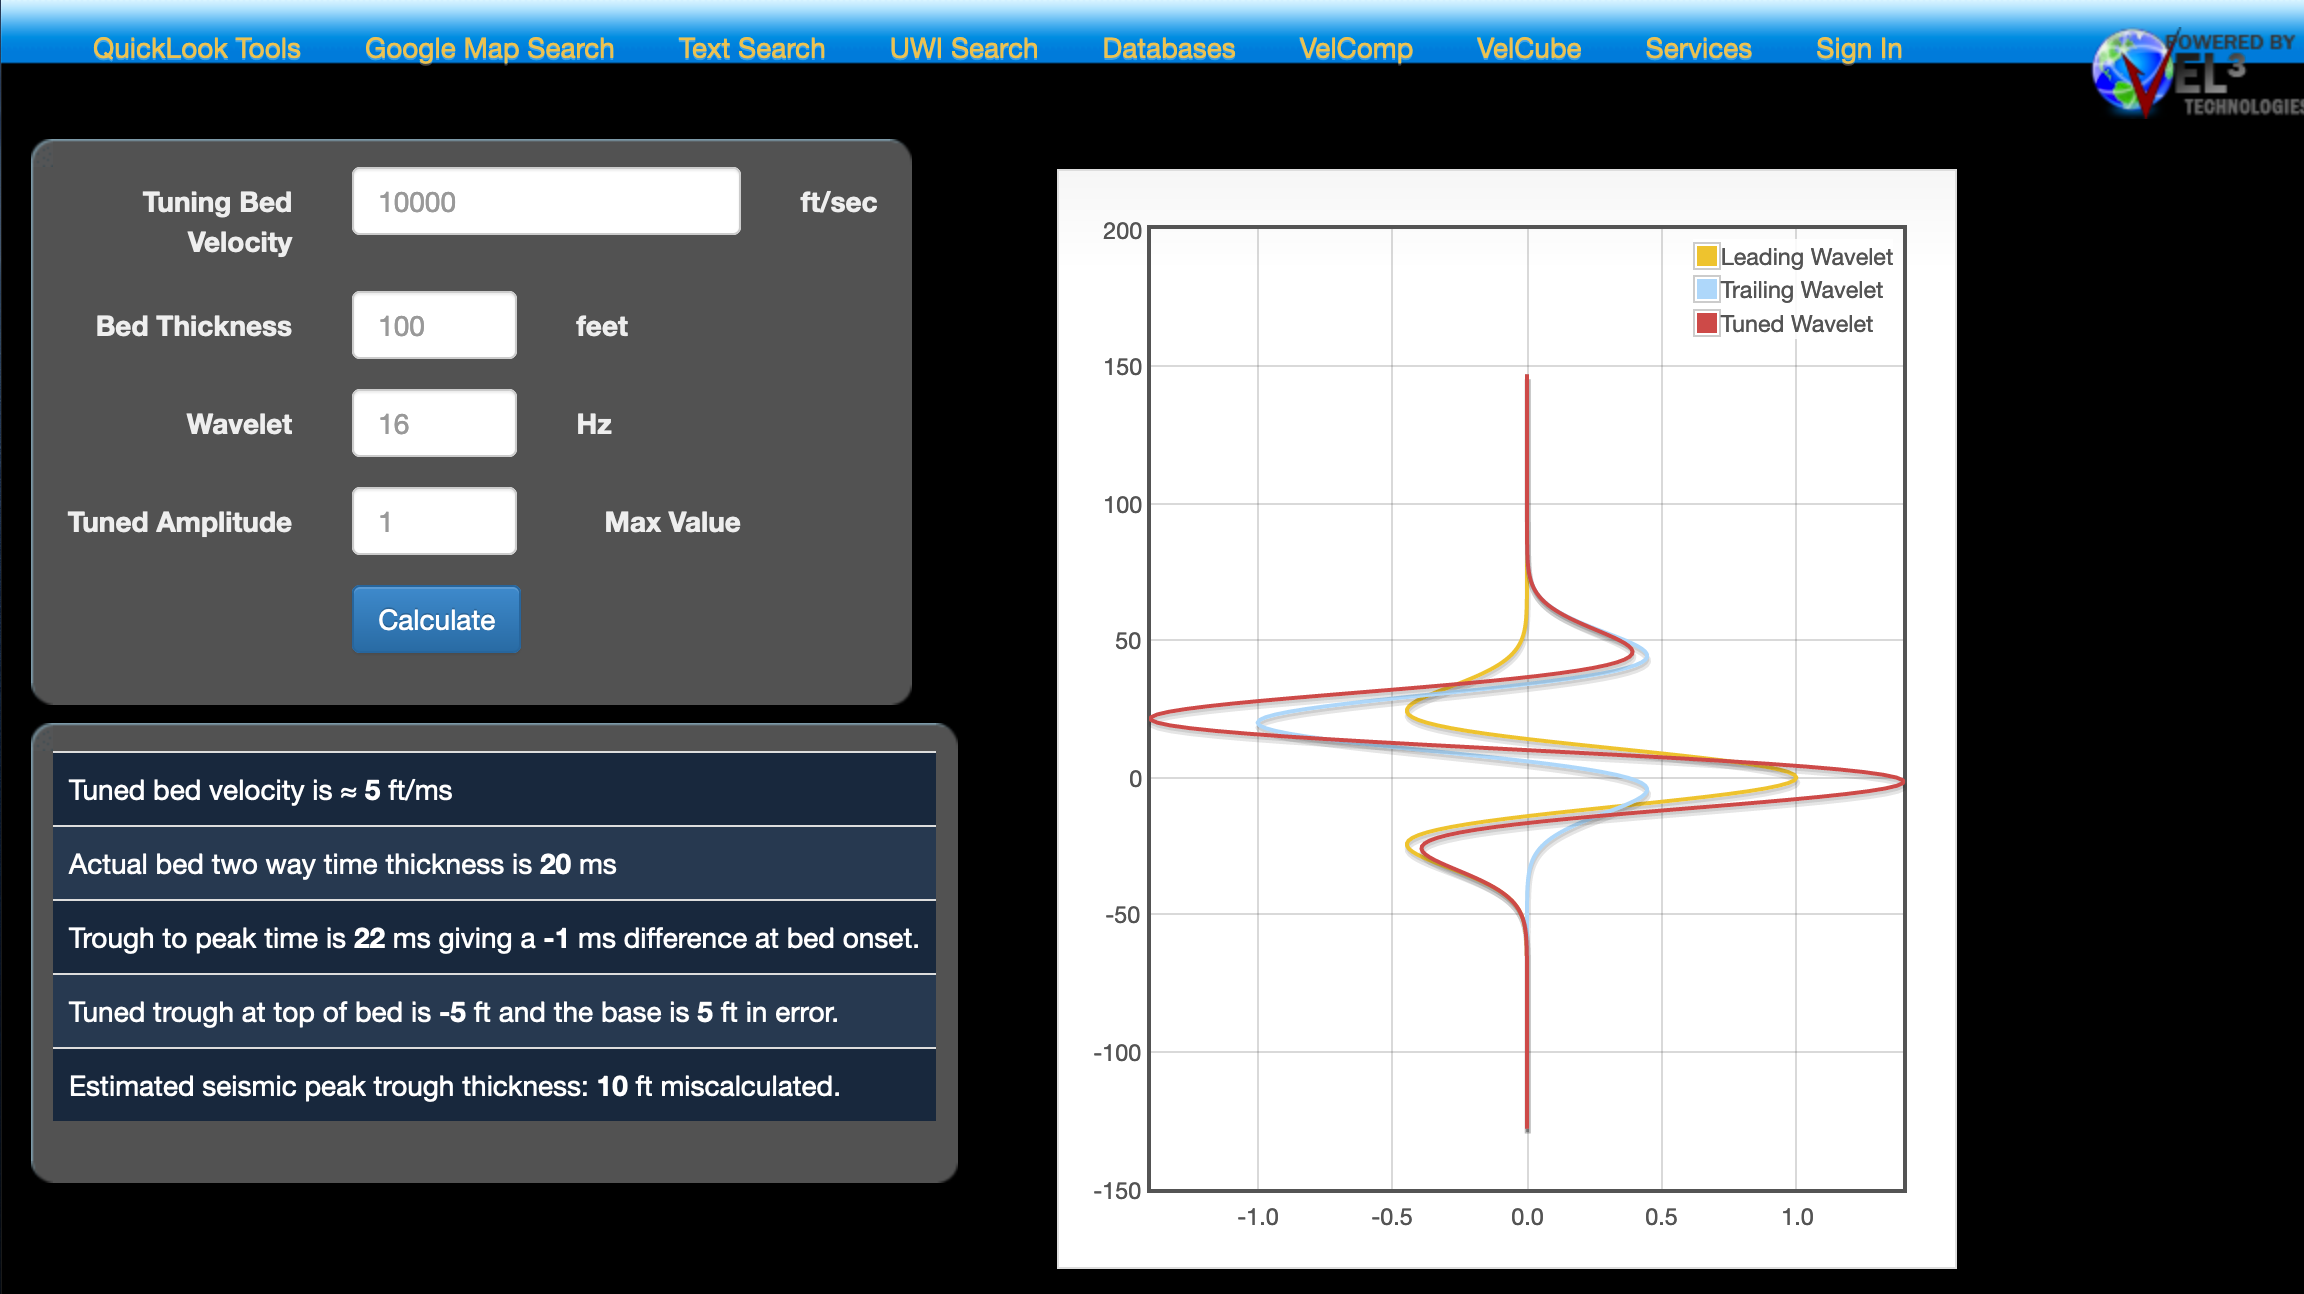 QuickLook Tools Google Map Search Text Search UWI Search Databases VelComp VelCube Services Sign In
POWERED BY
VEL3
TECHNOLOGIES
Tuning Bed Velocity 10000 ft/sec
Bed Thickness 100 feet
Wavelet 16 Hz
Tuned Amplitude 1 Max Value
Calculate
Tuned bed velocity is ≈ 5 ft/ms
Actual bed two way time thickness is 20 ms
Trough to peak time is 22 ms giving a -1 ms difference at bed onset.
Tuned trough at top of bed is -5 ft and the base is 5 ft in error.
Estimated seismic peak trough thickness: 10 ft miscalculated.
Leading Wavelet
Trailing Wavelet
Tuned Wavelet
200
150
100
50
0
-50
-100
-150
-1.0 -0.5 0.0 0.5 1.0